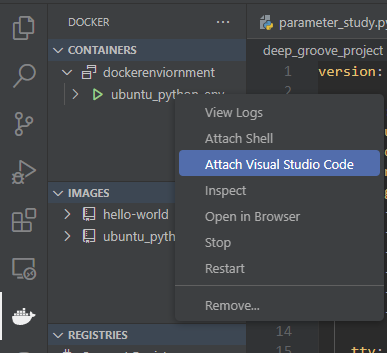 DOCKER
CONTAINERS
dockerenviornment
ubuntu_python_env
View Logs
Attach Shell
Attach Visual Studio Code
Inspect
Open in Browser
Stop
Restart
Remove...
IMAGES
hello-world
ubuntu_pyth
REGISTRIES
parameter_study.py
deep_groove_project
1
version:
2
14
15
tty: